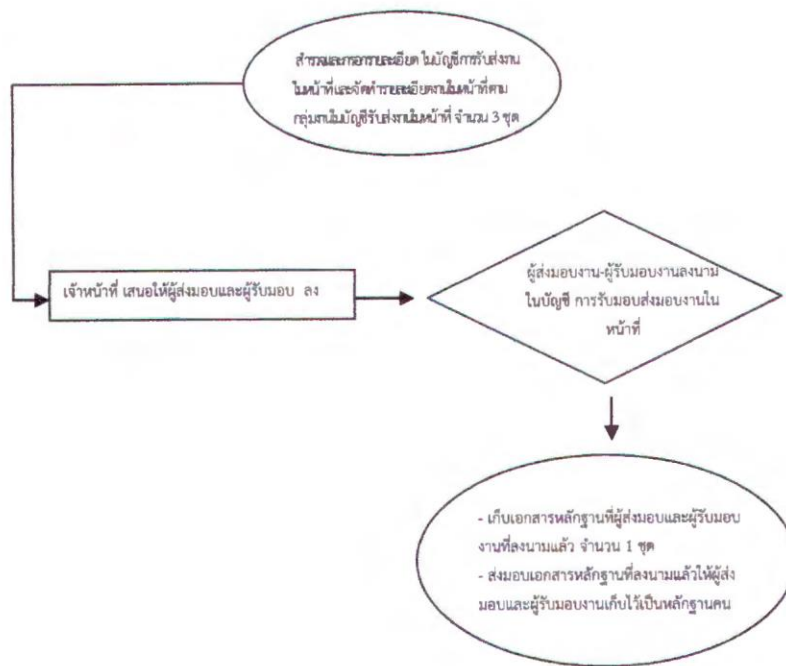 สำรวจและกรอกรายละเอียด ในบัญชีการรับส่งงาน
ในหน้าที่และจัดทำรายละเอียดงานในหน้าที่ตาม
กลุ่มงานในบัญชีรับส่งงานในหน้าที่ จำนวน 3 ชุด
เจ้าหน้าที่ เสนอให้ผู้ส่งมอบและผู้รับมอบ ลง
ผู้ส่งมอบงาน-ผู้รับมอบงานลงนาม
ในบัญชี การรับมอบส่งมอบงานใน
หน้าที่
- เก็บเอกสารหลักฐานที่ผู้ส่งมอบและผู้รับมอบ
งานที่ลงนามแล้ว จำนวน 1 ชุด
- ส่งมอบเอกสารหลักฐานที่ลงนามแล้วให้ผู้ส่ง
มอบและผู้รับมอบงานเก็บไว้เป็นหลักฐานคน